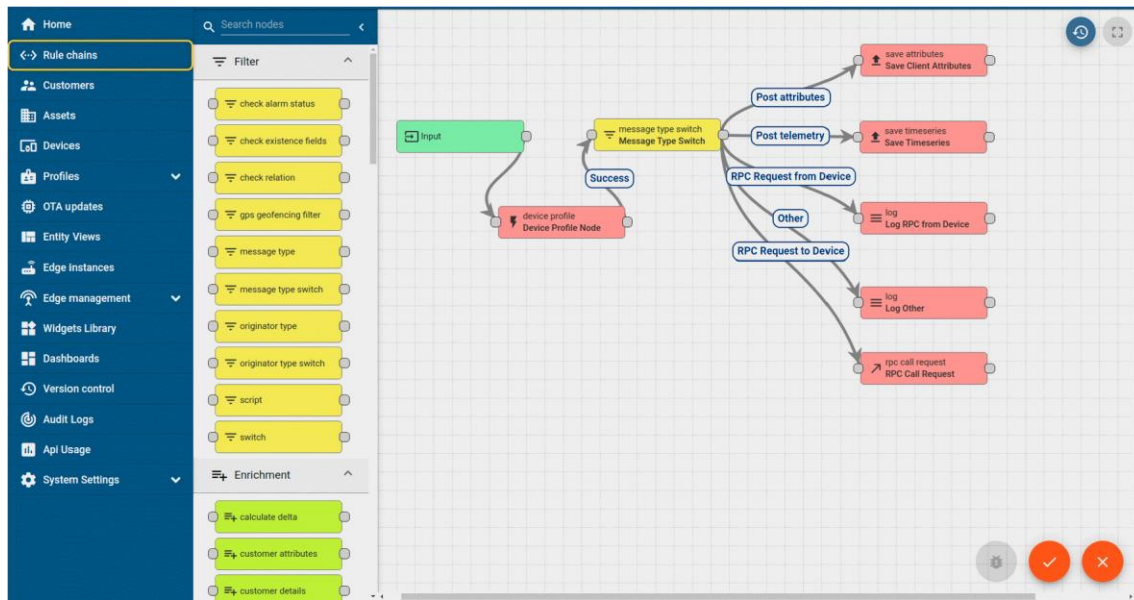 Home
Rule chains
Customers
Assets
Devices
Profiles
OTA updates
Entity Views
Edge instances
Edge management
Widgets Library
Dashboards
Version control
Audit Logs
Api Usage
System Settings
Search nodes
Filter
check alarm status
check existence fields
check relation
gps geofencing filter
message type
message type switch
originator type
originator type switch
script
switch
Enrichment
calculate delta
customer attributes
customer details
Input
device profile
Device Profile Node
Success
message type switch
Message Type Switch
Post attributes
Post telemetry
RPC Request from Device
Other
RPC Request to Device
save attributes
Save Client Attributes
save timeseries
Save Timeseries
log
Log RPC from Device
log
Log Other
rpc call request
RPC Call Request